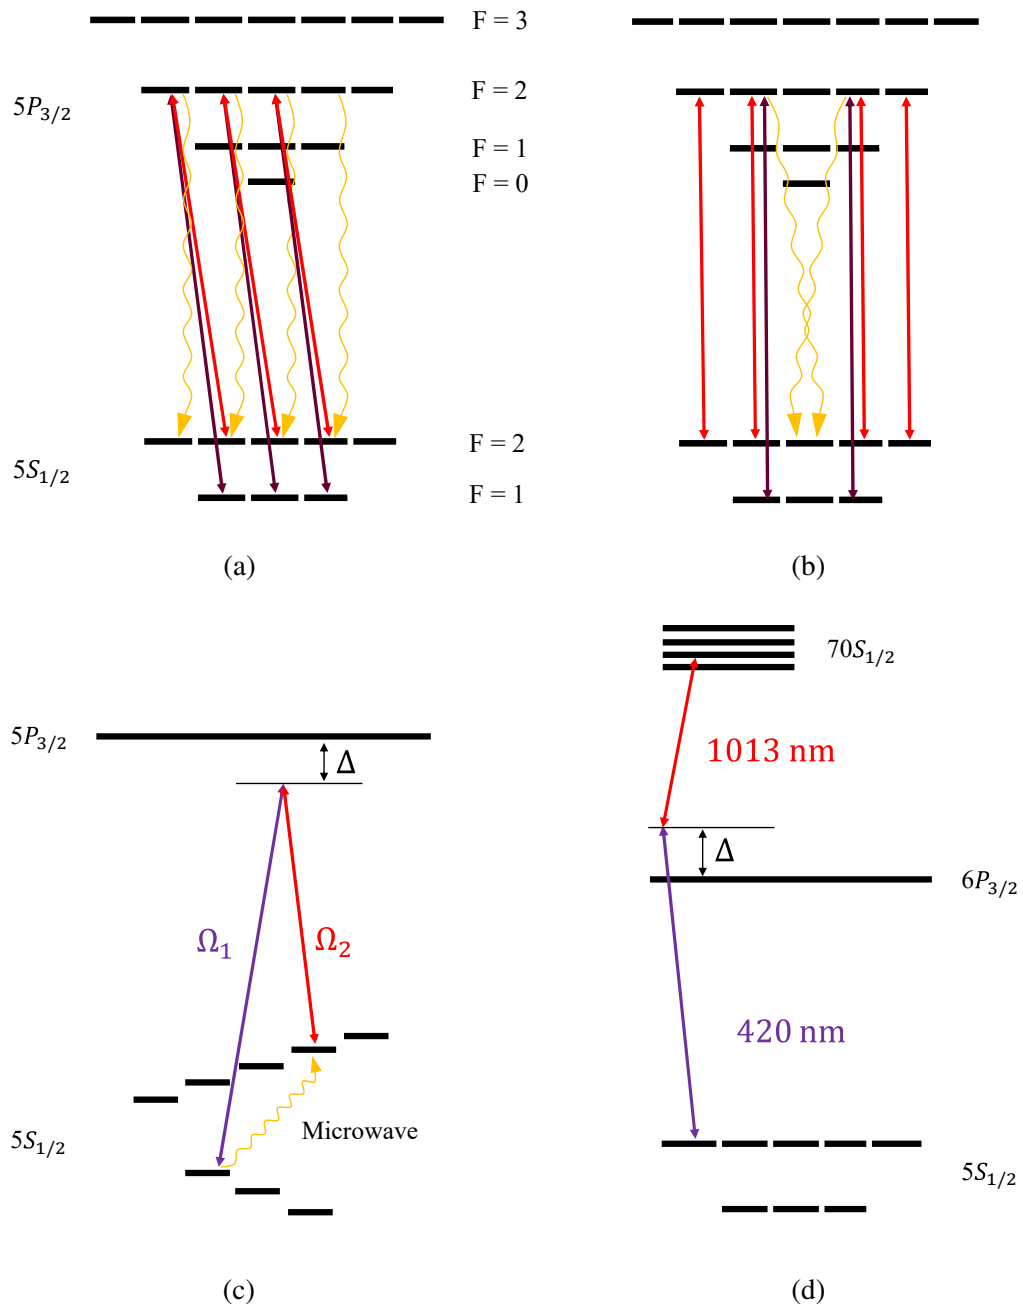 F = 3
5P₃/₂
F = 2
F = 1
F = 0
5S₁/₂
F = 2
F = 1
(a)
(b)
5P₃/₂
Δ
Ω₁
Ω₂
Microwave
5S₁/₂
(c)
70S₁/₂
1013 nm
Δ
6P₃/₂
420 nm
5S₁/₂
(d)